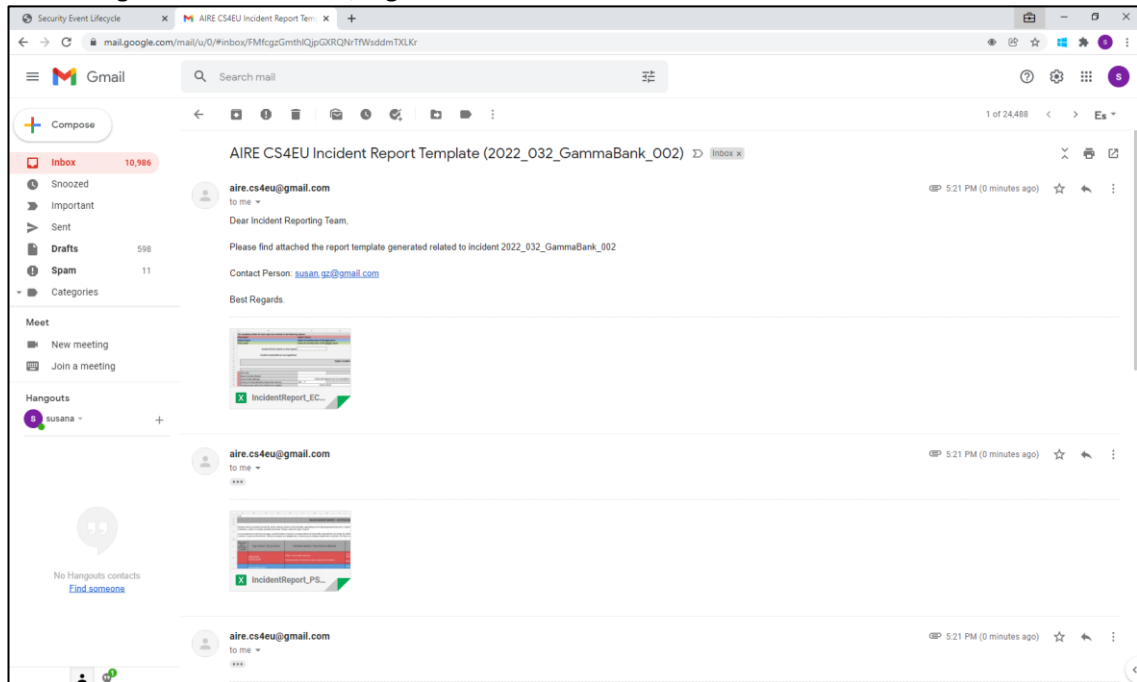 Security Event Lifecycle
AIRE CS4EU Incident Report Tem
mail.google.com/mail/u/0/#inbox/FMfcgzGmthlQjpGXRQNrTfWsddmTXLKr
Gmail
Search mail
S
Compose
1 of 24,488
Es
Inbox 10,986
AIRE CS4EU Incident Report Template (2022_032_GammaBank_002) Inbox x
Snoozed
Important
Sent
Drafts 598
Spam 11
Categories
aire.cs4eu@gmail.com 5:21 PM (0 minutes ago)
to me
Dear Incident Reporting Team,
Please find attached the report template generated related to incident 2022_032_GammaBank_002
Contact Person: susan.gz@gmail.com
Best Regards.
Meet
New meeting
Join a meeting
Hangouts
S susana
X IncidentReport_EC...
aire.cs4eu@gmail.com 5:21 PM (0 minutes ago)
to me
X IncidentReport_PS...
No Hangouts contacts
Find someone
aire.cs4eu@gmail.com 5:21 PM (0 minutes ago)
to me